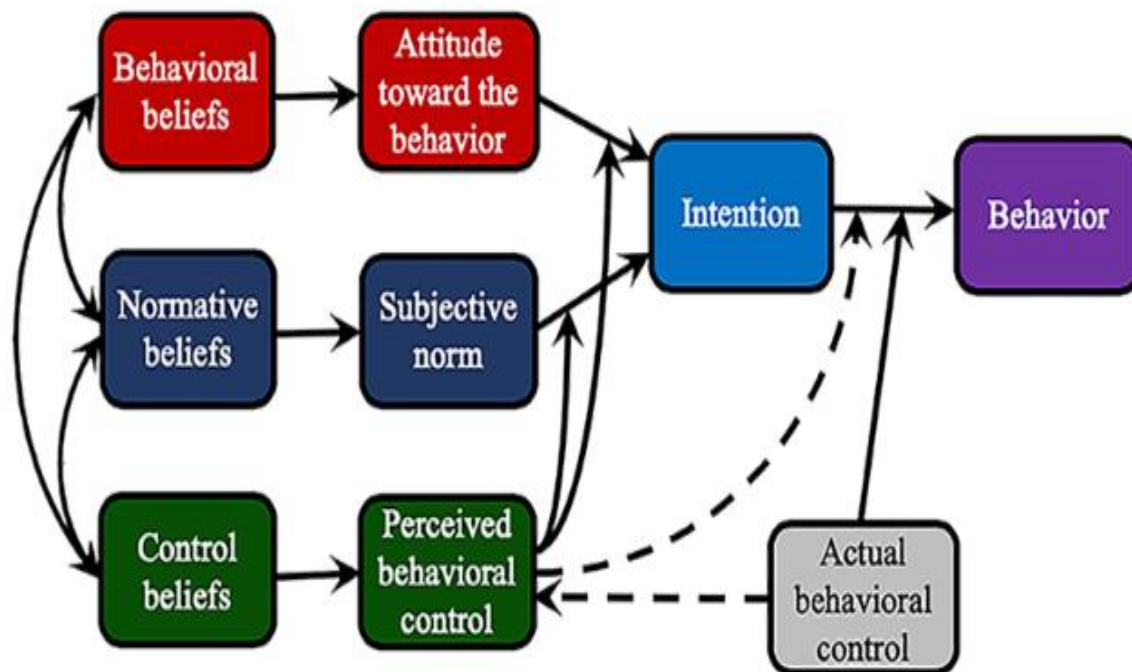 Behavioral
beliefs
Attitude
toward the
behavior
Intention
Behavior
Normative
beliefs
Subjective
norm
Control
beliefs
Perceived
behavioral
control
Actual
behavioral
control